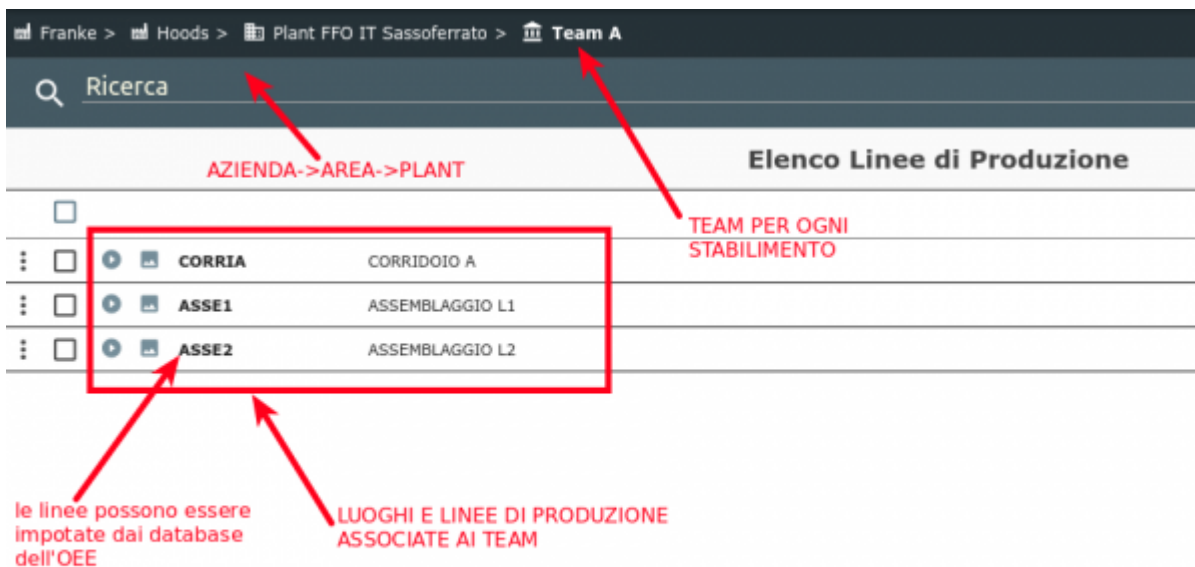 Franke > Hoods > Plant FFO IT Sassoferrato > Team A
Ricerca
AZIENDA->AREA->PLANT
Elenco Linee di Produzione
TEAM PER OGNI
STABILIMENTO
CORRIA CORRIDOIO A
ASSE1 ASSEMBLAGGIO L1
ASSE2 ASSEMBLAGGIO L2
le linee possono essere
impotate dai database
dell'OEE
LUOGHI E LINEE DI PRODUZIONE
ASSOCIATE AI TEAM